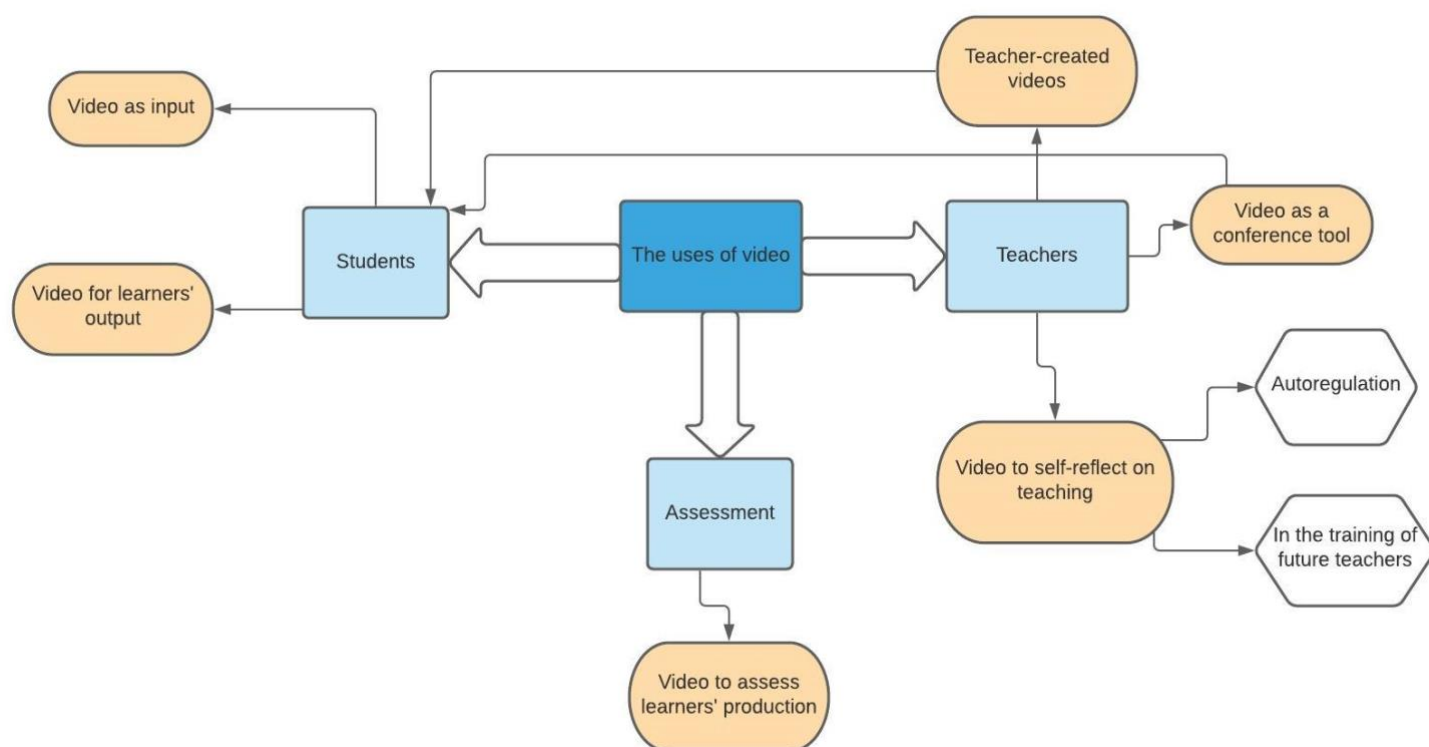 Teacher-created
videos
Video as input
Video as a
conference tool
Students
The uses of video
Teachers
Video for learners'
output
Autoregulation
Video to self-reflect on
teaching
Assessment
In the training of
future teachers
Video to assess
learners' production